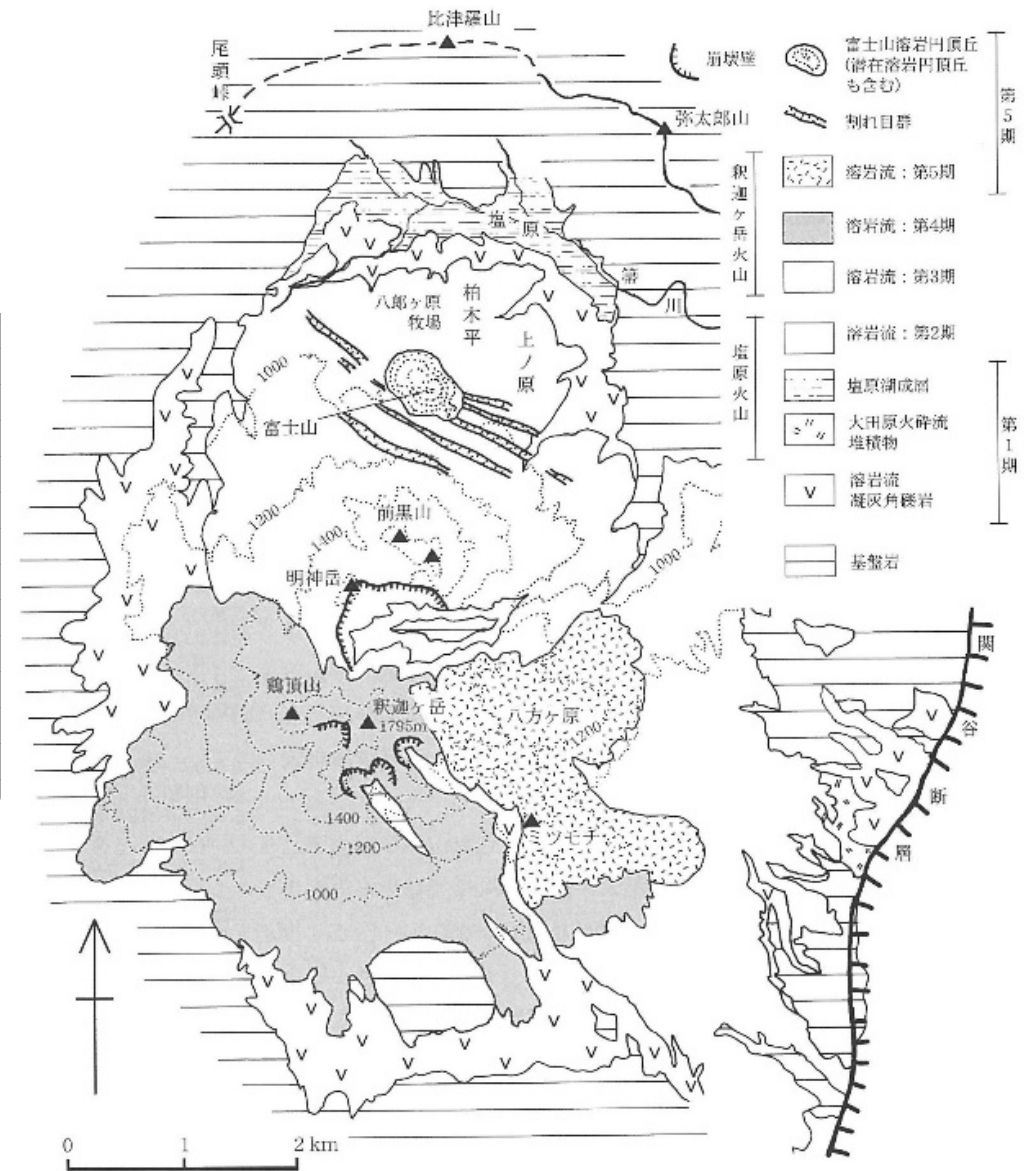 比津羅山
尾頭峠
弥太郎山
崩壊壁
富士山溶岩円頂丘
(潜在溶岩円頂丘
も含む)
割れ目群
第5期
釈迦ヶ岳火山
溶岩流：第5期
溶岩流：第4期
溶岩流：第3期
塩原火山
溶岩流：第2期
塩原湖成層
大田原火砕流
堆積物
溶岩流
凝灰角礫岩
第1期
基盤岩
塩ヶ原
箒川
八郎ヶ原
牧場
柏木平
上ノ原
1000
富士山
1200
1400
前黒山
明神岳
1000
鶏頂山
釈迦ヶ岳
1795m
八方ヶ原
1200
ミツモチ
1400
1200
1000
関谷断層
0 1 2 km